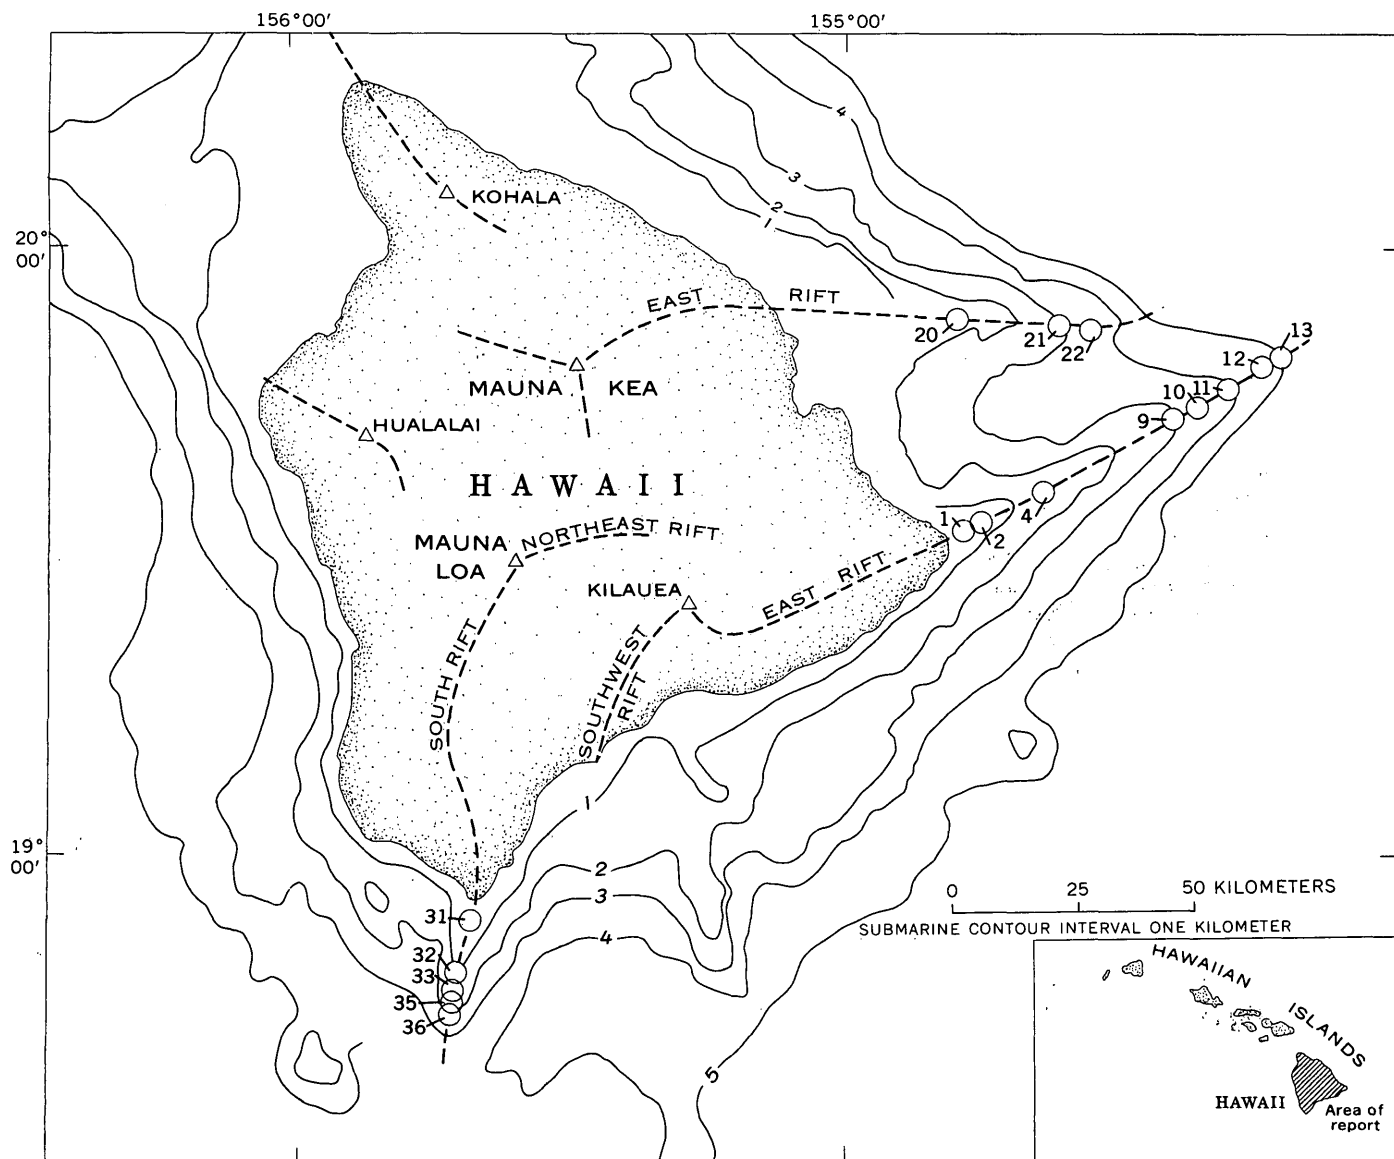 156°00'
155°00'
4
3
2
1
KOHALA
20°
00'
EAST RIFT
20
21
22
13
12
11
10
9
MAUNA KEA
HUALALAI
HAWAII
4
1
2
MAUNA
LOA
NORTHEAST RIFT
KILAUEA
EAST RIFT
SOUTH RIFT
SOUTHWEST
RIFT
1
19°
00'
2
3
4
31
32
33
35
36
5
0 25 50 KILOMETERS
SUBMARINE CONTOUR INTERVAL ONE KILOMETER
HAWAIIAN
ISLANDS
HAWAII
Area of
report